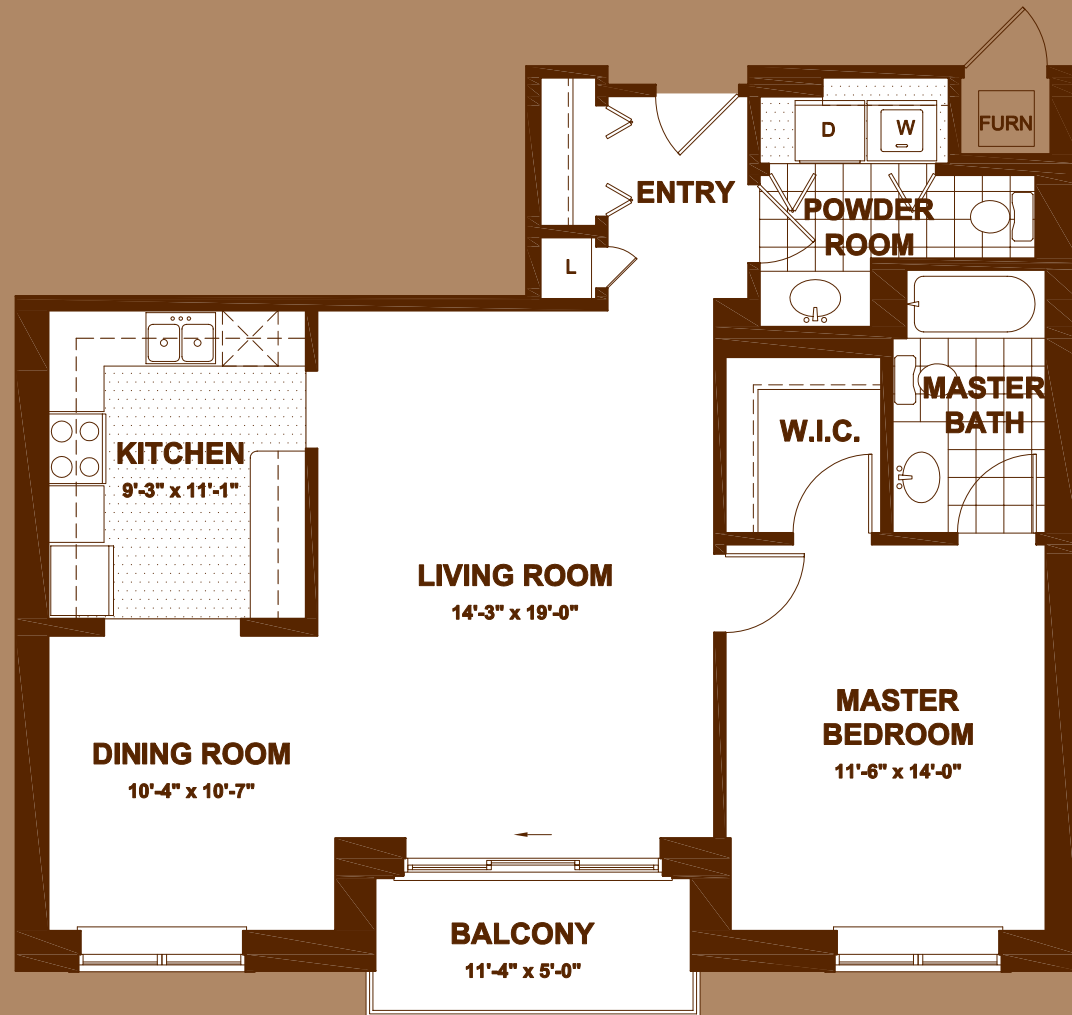 FURN
D
W
ENTRY
POWDER
ROOM
L
MASTER
BATH
W.I.C.
KITCHEN
9'-3" x 11'-1"
LIVING ROOM
14'-3" x 19'-0"
MASTER
BEDROOM
11'-6" x 14'-0"
DINING ROOM
10'-4" x 10'-7"
BALCONY
11'-4" x 5'-0"